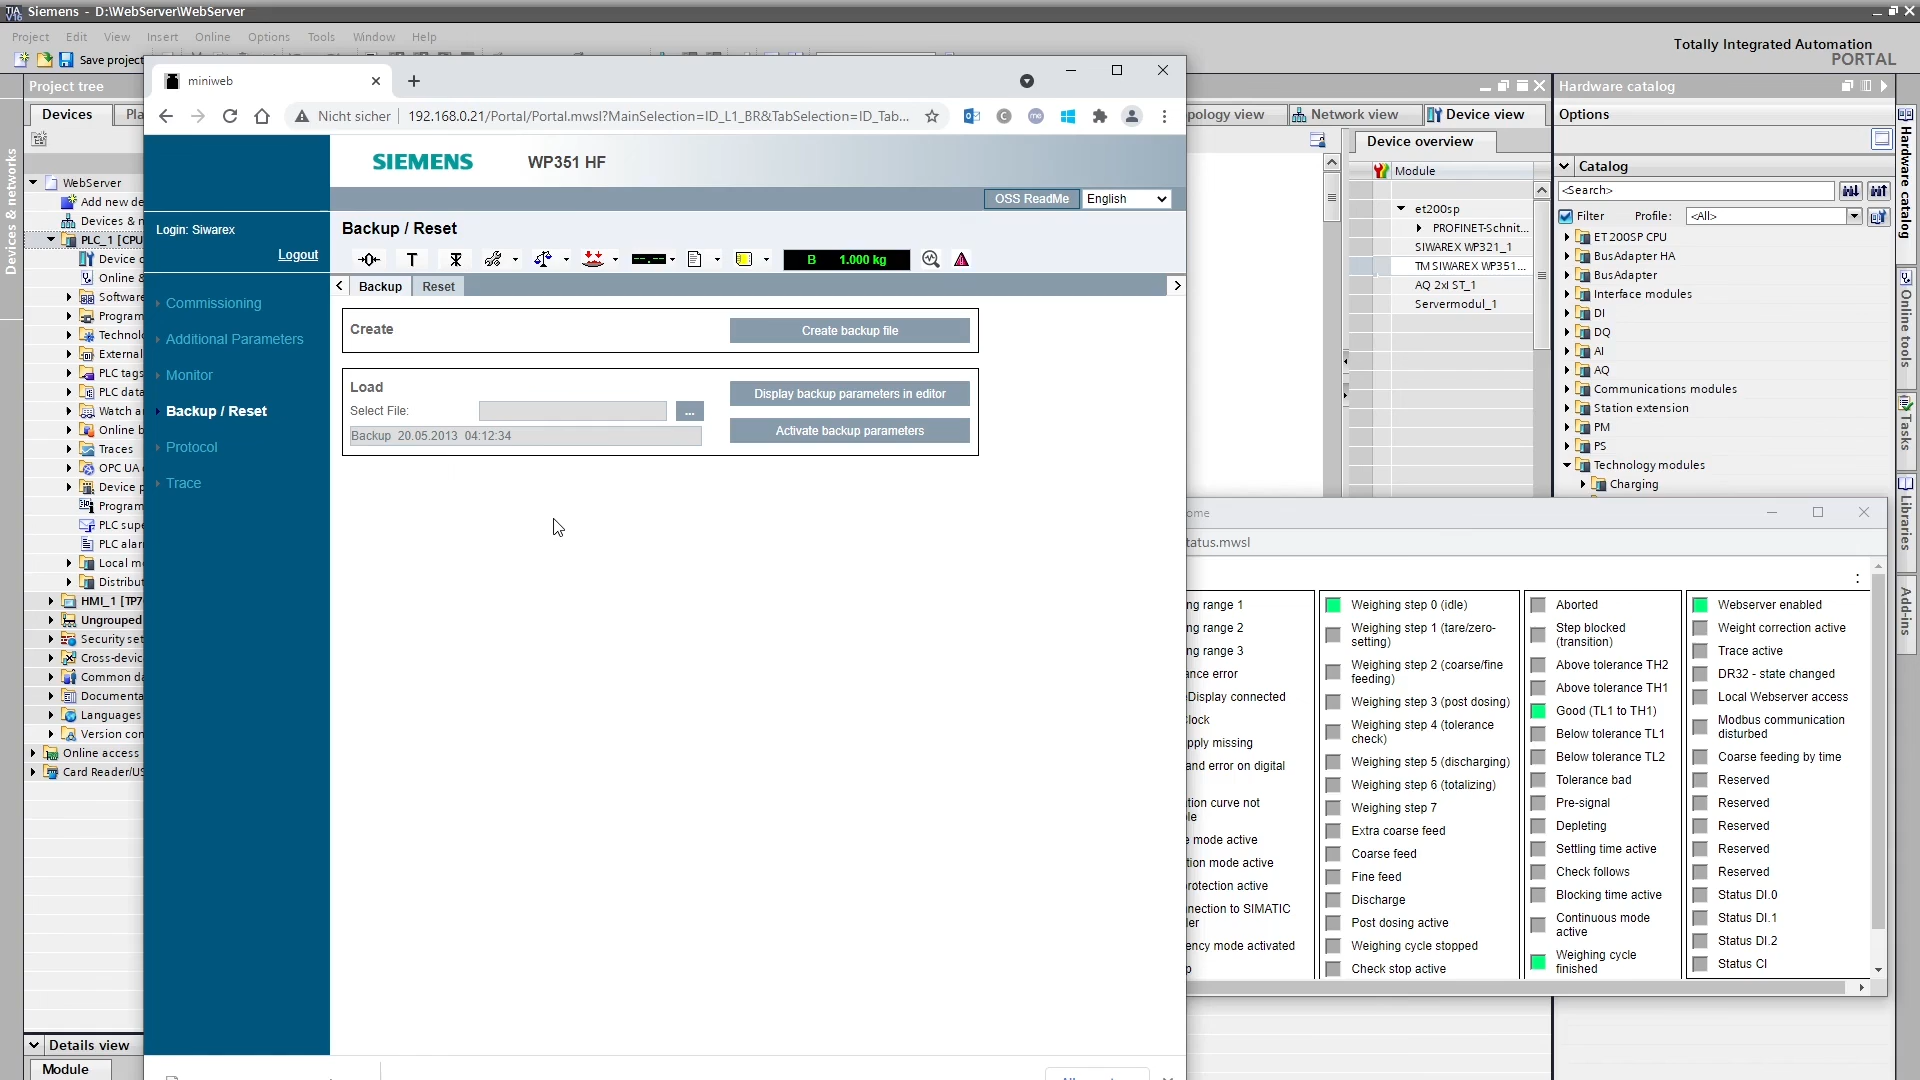 Siemens - D:\WebServer\WebServer
Project Edit View Insert Online Options Tools Window Help
Save project
Totally Integrated Automation
PORTAL
Project tree
Devices
Devices & networks
WebServer
Add new de
Devices & n
PLC_1 [CPU
Device c
Online &
Software
Program
Technol
External
PLC tags
PLC data
Watch a
Online b
Traces
OPC UA
Device p
Program
PLC supe
PLC alar
Local m
Distribut
HMI_1 [TP7
Ungrouped
Security set
Cross-devic
Common da
Documenta
Languages
Version con
Online access
Card Reader/US
Details view
Module
miniweb
Nicht sicher
192.168.0.21/Portal/Portal.mwsl?MainSelection=ID_L1_BR&TabSelection=ID_Tab...
SIEMENS
WP351 HF
OSS ReadMe
English
Login: Siwarex
Logout
Commissioning
Additional Parameters
Monitor
Backup / Reset
Protocol
Trace
Backup / Reset
T
B 1.000 kg
Backup
Reset
Create
Create backup file
Load
Select File:
...
Display backup parameters in editor
Backup 20.05.2013 04:12:34
Activate backup parameters
pology view
Network view
Device view
Device overview
Module
et200sp
PROFINET-Schnit...
SIWAREX WP321_1
TM SIWAREX WP351...
AQ 2xI ST_1
Servermodul_1
Hardware catalog
Options
Catalog
<Search>
Filter
Profile:
<All>
ET 200SP CPU
BusAdapter HA
BusAdapter
Interface modules
DI
DQ
AI
AQ
Communications modules
Station extension
PM
PS
Technology modules
Charging
Hardware catalog
Online tools
Tasks
Libraries
Add-ins
ome
tatus.mwsl
:
ng range 1
ng range 2
ng range 3
ance error
-Display connected
lock
pply missing
and error on digital
tion curve not
le
e mode active
tion mode active
rotection active
nection to SIMATIC
ler
ency mode activated
p
Weighing step 0 (idle)
Weighing step 1 (tare/zero-
setting)
Weighing step 2 (coarse/fine
feeding)
Weighing step 3 (post dosing)
Weighing step 4 (tolerance
check)
Weighing step 5 (discharging)
Weighing step 6 (totalizing)
Weighing step 7
Extra coarse feed
Coarse feed
Fine feed
Discharge
Post dosing active
Weighing cycle stopped
Check stop active
Aborted
Step blocked
(transition)
Above tolerance TH2
Above tolerance TH1
Good (TL1 to TH1)
Below tolerance TL1
Below tolerance TL2
Tolerance bad
Pre-signal
Depleting
Settling time active
Check follows
Blocking time active
Continuous mode
active
Weighing cycle
finished
Webserver enabled
Weight correction active
Trace active
DR32 - state changed
Local Webserver access
Modbus communication
disturbed
Coarse feeding by time
Reserved
Reserved
Reserved
Reserved
Reserved
Status DI.0
Status DI.1
Status DI.2
Status CI